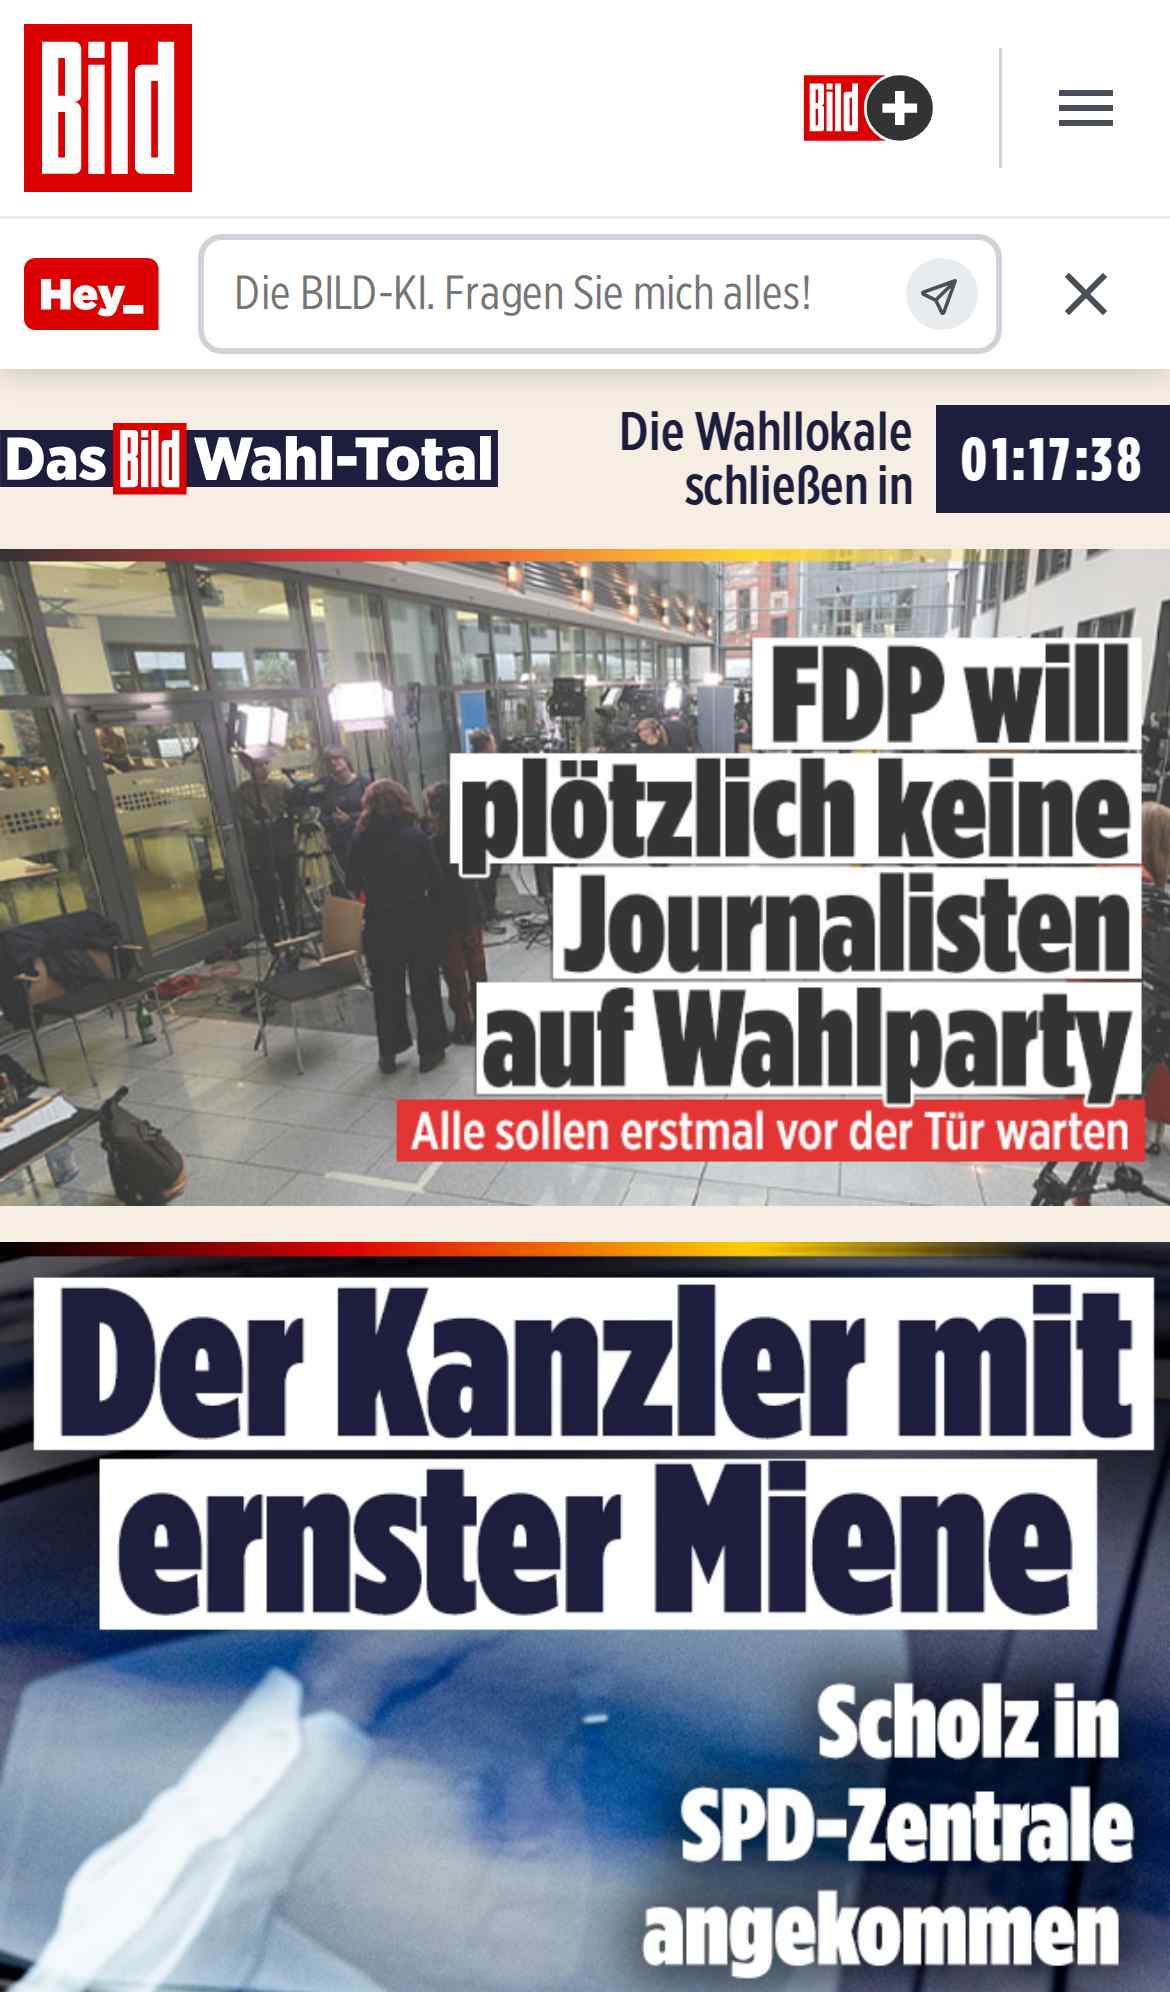 Bild
Bild
Hey_
Die BILD-KI. Fragen Sie mich alles!
Das Bild Wahl-Total
Die Wahllokale
schließen in
01:17:38
FDP will
plötzlich keine
Journalisten
auf Wahlparty
Alle sollen erstmal vor der Tür warten
Der Kanzler mit
ernster Miene
Scholz in
SPD-Zentrale
angekommen